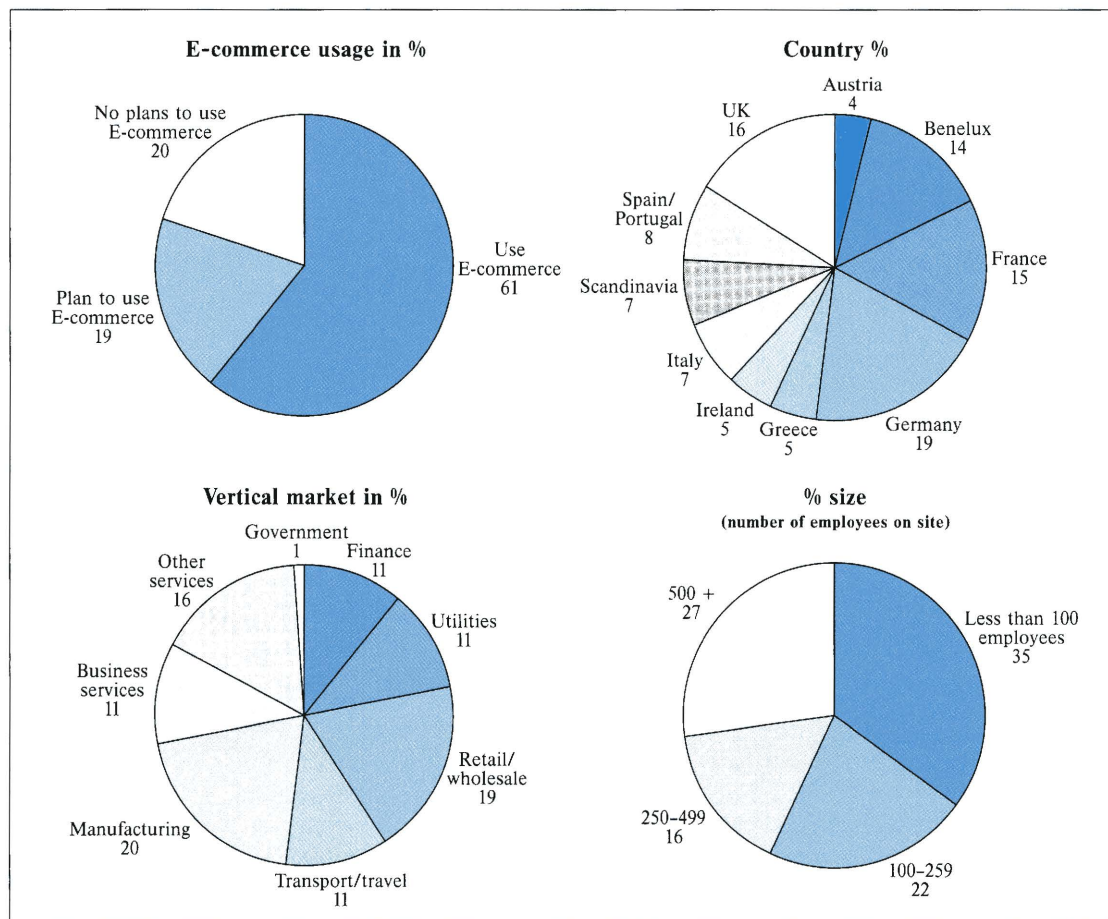 E-commerce usage in %
No plans to use
E-commerce
20
Use
E-commerce
61
Plan to use
E-commerce
19
Country %
Austria
4
Benelux
14
France
15
Germany
19
Greece
5
Ireland
5
Italy
7
Scandinavia
7
Spain/
Portugal
8
UK
16
Vertical market in %
Government
1
Finance
11
Utilities
11
Retail/
wholesale
19
Transport/travel
11
Manufacturing
20
Business
services
11
Other
services
16
% size
(number of employees on site)
Less than 100
employees
35
100–259
22
250–499
16
500 +
27